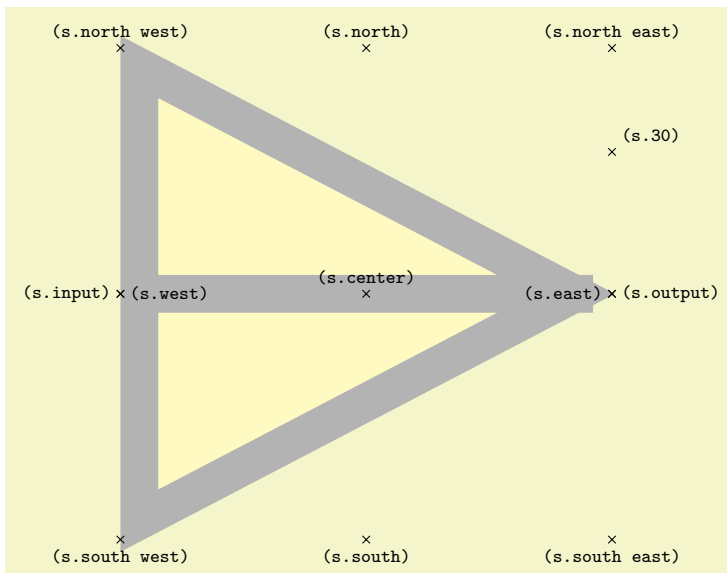 (s.north west)
(s.north)
(s.north east)
(s.30)
(s.center)
(s.input)
(s.west)
(s.east)
(s.output)
(s.south west)
(s.south)
(s.south east)